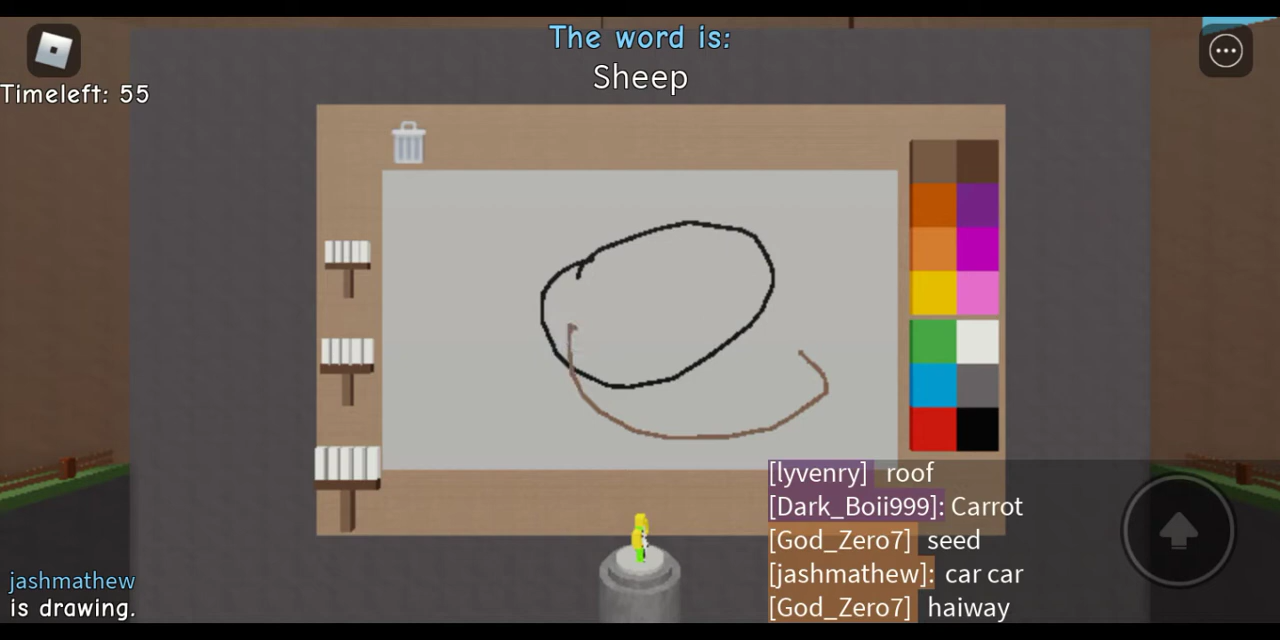 The word is:
Sheep
Timeleft: 55
[lyvenry] roof
[Dark_Boii999]: Carrot
[God_Zero7] seed
[jashmathew]: car car
[God_Zero7] haiway
jashmathew
is drawing.